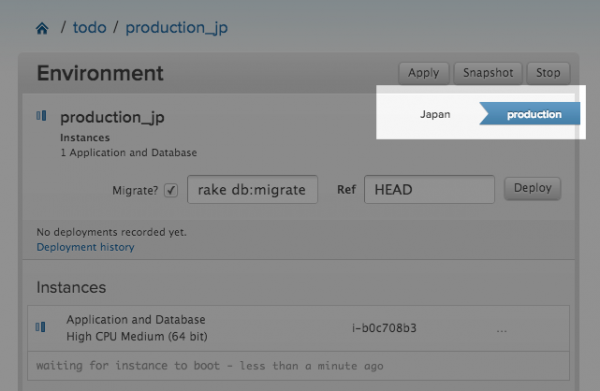 / todo / production_jp
Environment Apply Snapshot Stop
Japan production
production_jp
Instances
1 Application and Database
Migrate? rake db:migrate Ref HEAD Deploy
No deployments recorded yet.
Deployment history
Instances
Application and Database
High CPU Medium (64 bit) i-b0c708b3 ...
waiting for instance to boot - less than a minute ago